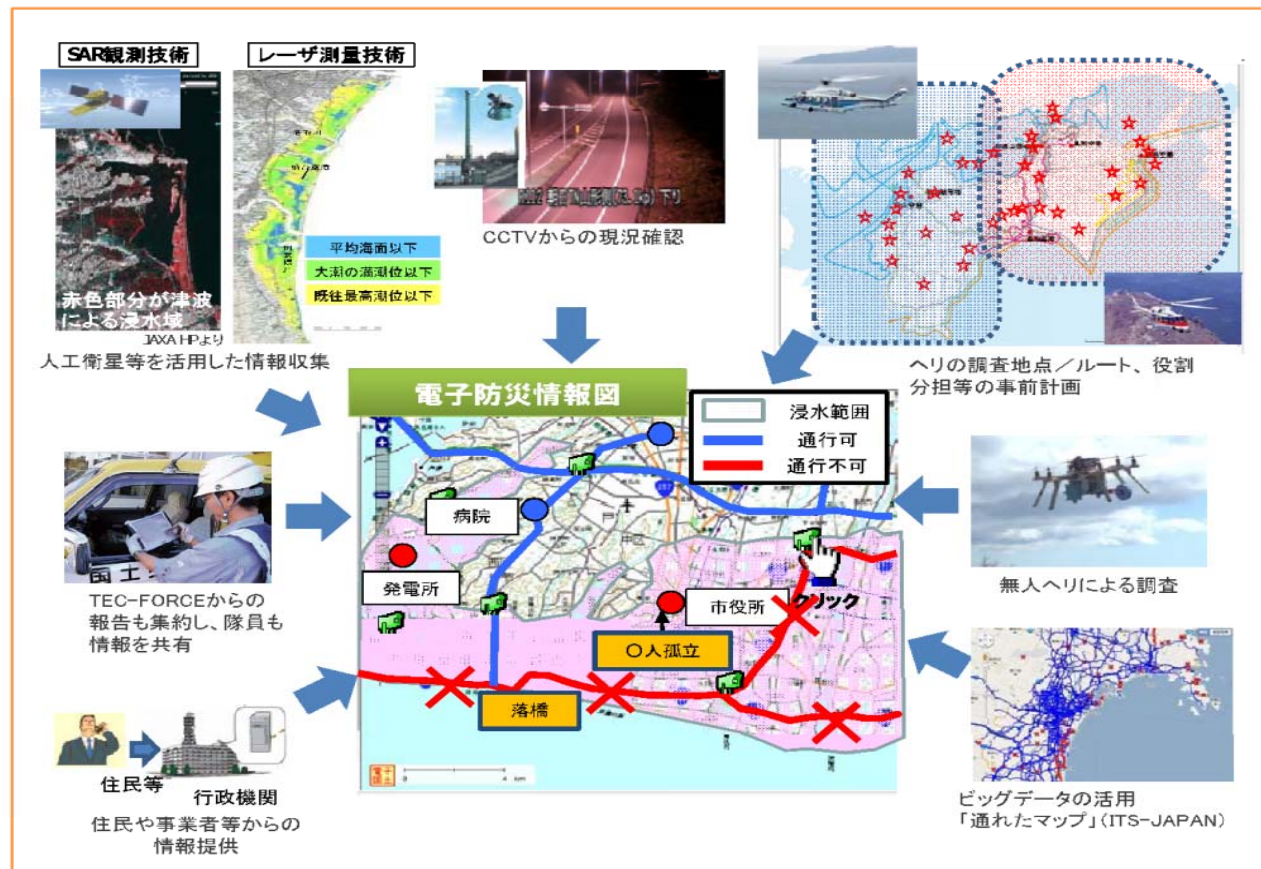 SAR観測技術
レーザ測量技術
赤色部分が津波
による浸水域
JAXA HPより
平均海面以下
大潮の満潮位以下
既往最高潮位以下
人工衛星等を活用した情報収集
CCTVからの現況確認
ヘリの調査地点／ルート、役割
分担等の事前計画
電子防災情報図
浸水範囲
通行可
通行不可
病院
発電所
市役所
クリック
〇人孤立
落橋
TEC-FORCEからの
報告も集約し、隊員も
情報を共有
無人ヘリによる調査
住民等
行政機関
住民や事業者等からの
情報提供
ビッグデータの活用
「通れたマップ」(ITS-JAPAN)